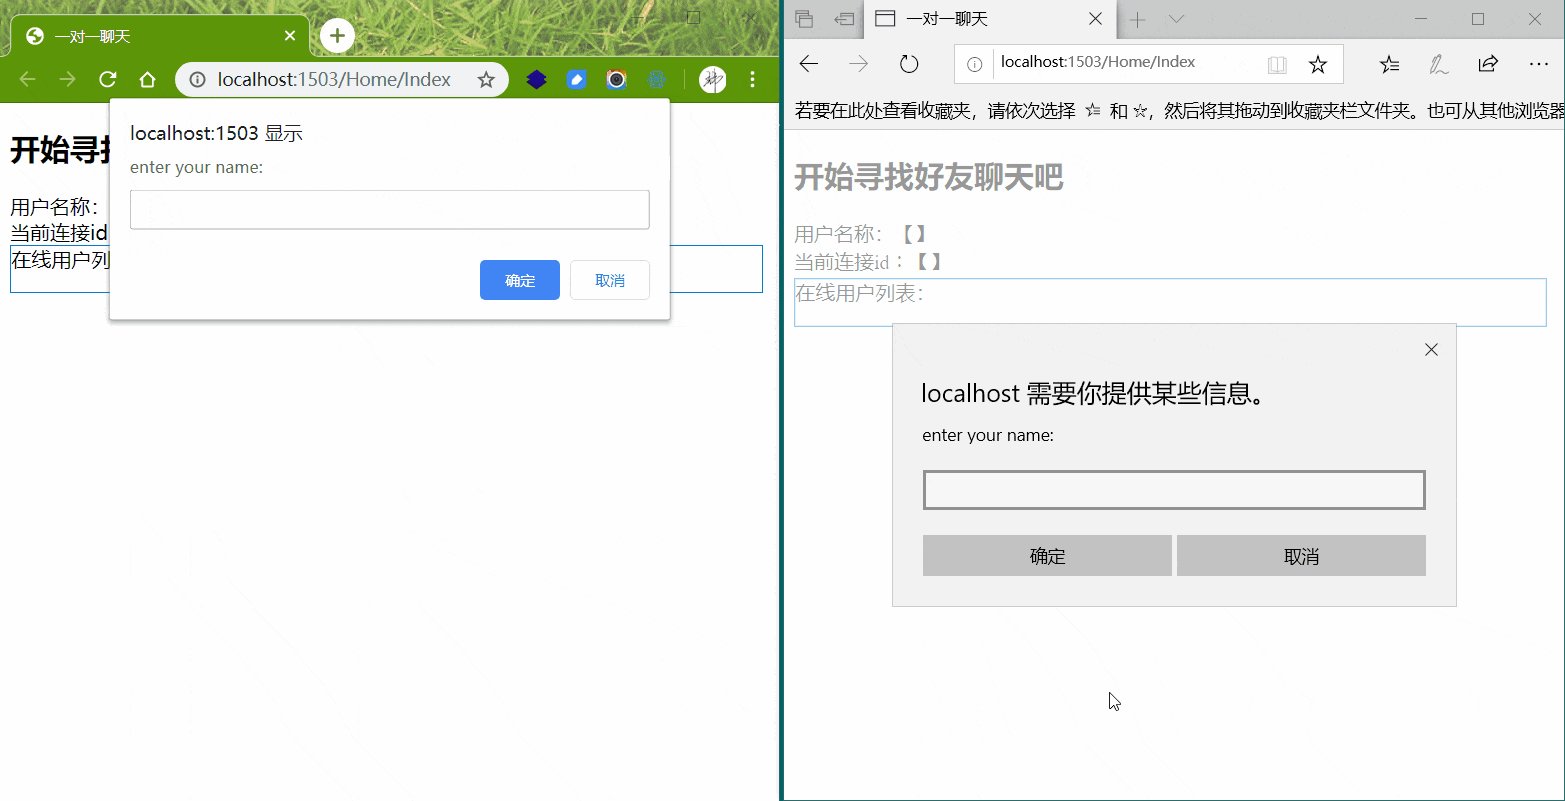 一对一聊天
localhost:1503/Home/Index
localhost:1503 显示
enter your name:
确定
取消
开始寻
用户名称：
当前连接id
在线用户列
一对一聊天
localhost:1503/Home/Index
若要在此处查看收藏夹，请依次选择 和 ，然后将其拖动到收藏夹栏文件夹。也可从其他浏览器
开始寻找好友聊天吧
用户名称：【 】
当前连接id：【 】
在线用户列表：
localhost 需要你提供某些信息。
enter your name:
确定
取消